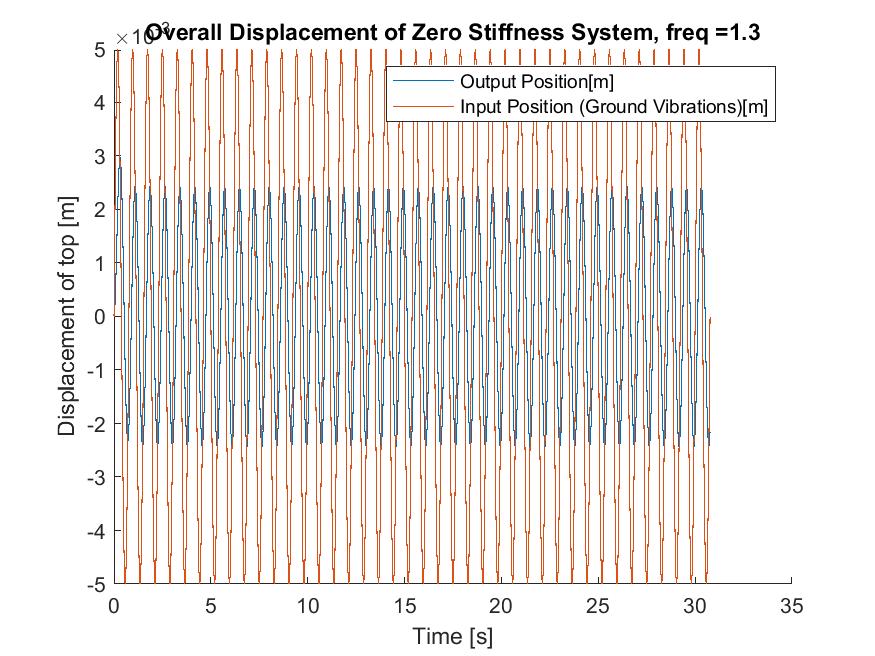 Overall Displacement of Zero Stiffness System, freq =1.3
×10-3
Output Position[m]
Input Position (Ground Vibrations)[m]
Displacement of top [m]
5
4
3
2
1
0
-1
-2
-3
-4
-5
0 5 10 15 20 25 30 35
Time [s]